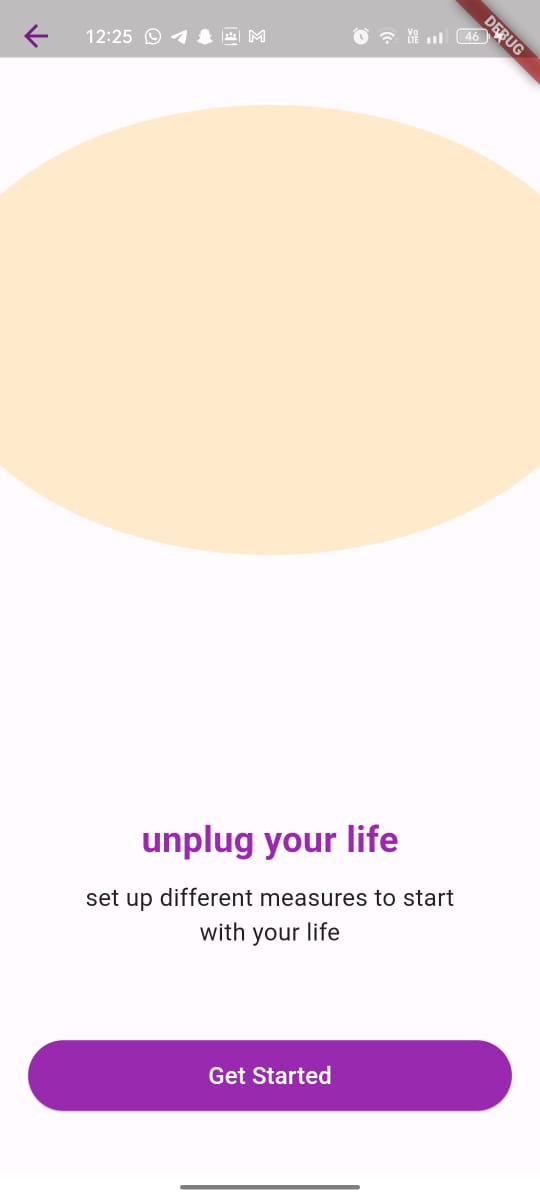 12:25
Vo
LTE
46
DEBUG
unplug your life
set up different measures to start
with your life
Get Started